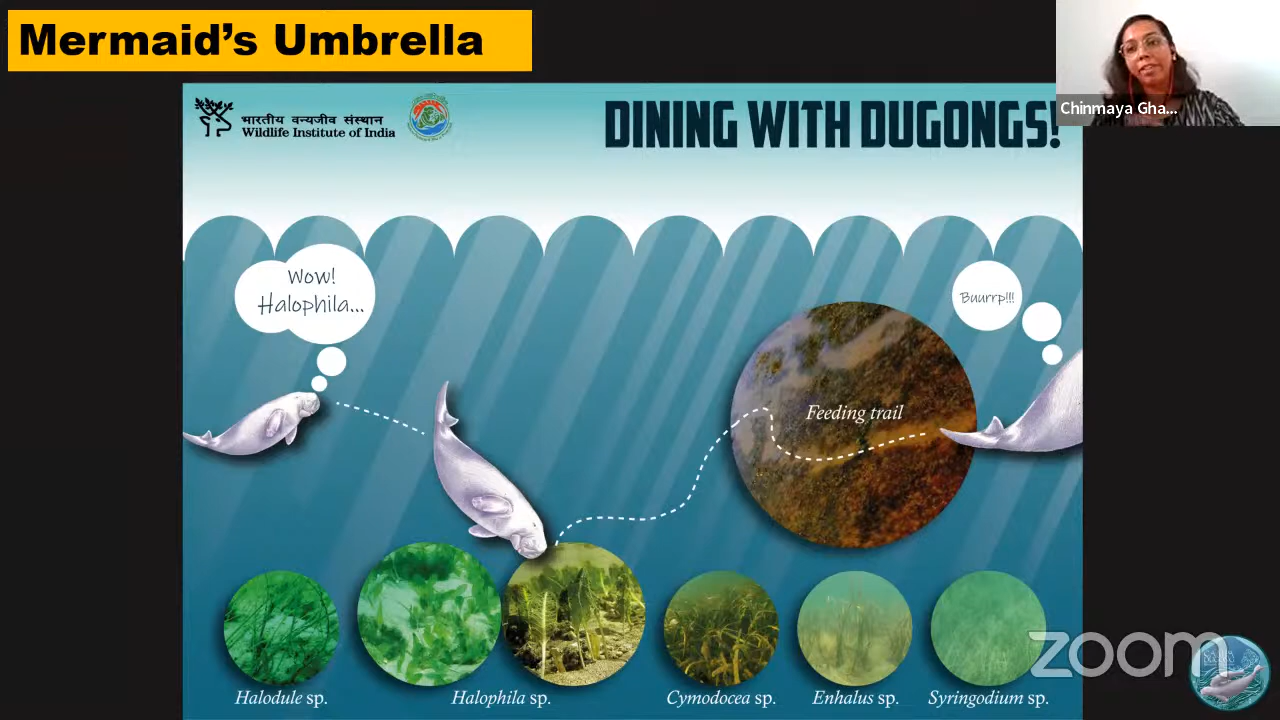 Mermaid's Umbrella
Chinmaya Gha...
भारतीय वन्यजीव संस्थान
Wildlife Institute of India
DINING WITH DUGONGS!
Wow!
Halophila...
Buurrp!!!
Feeding trail
Halodule sp.
Halophila sp.
Cymodocea sp.
Enhalus sp.
Syringodium sp.
zoom